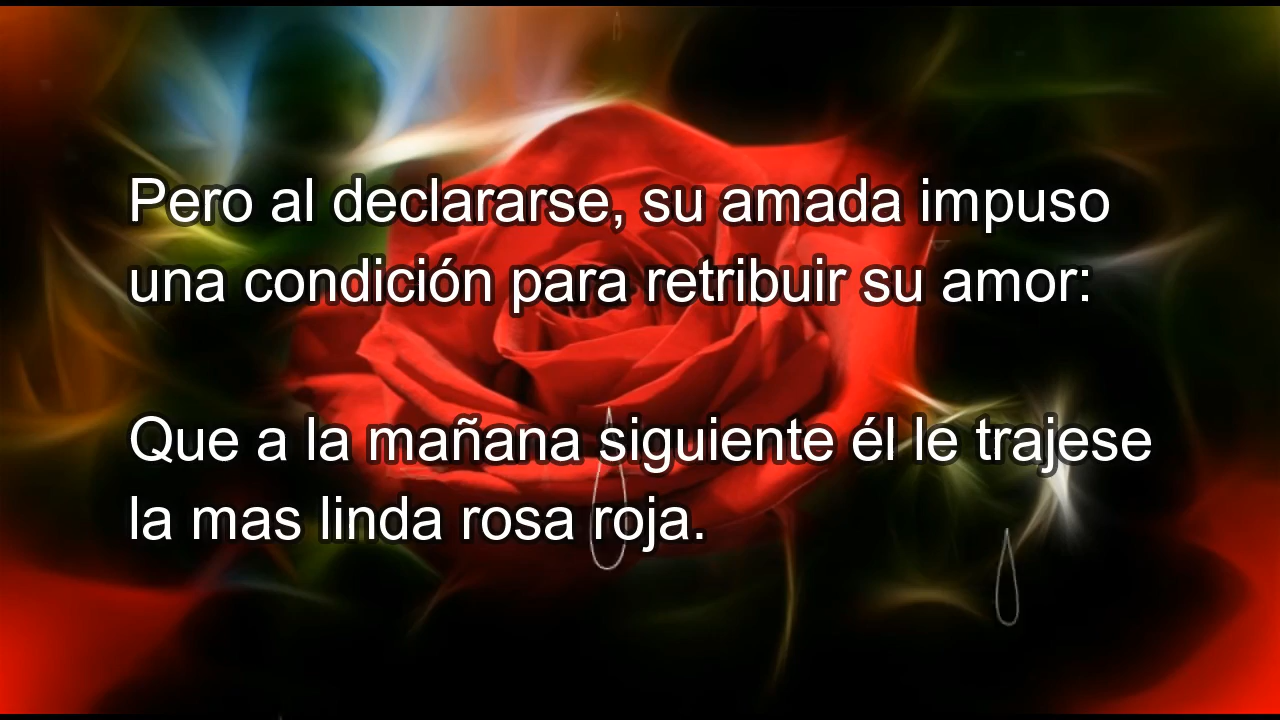 Pero al declararse, su amada impuso
una condición para retribuir su amor:
Que a la mañana siguiente él le trajese
la mas linda rosa roja.